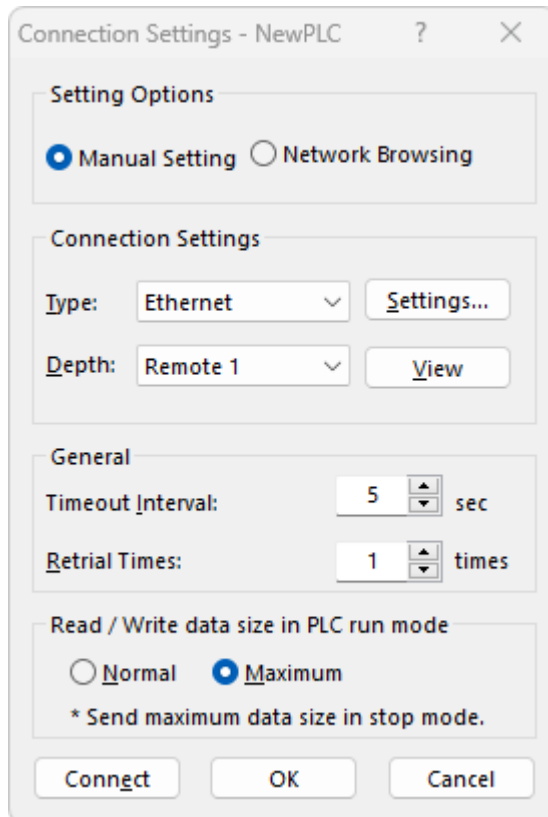 Connection Settings - NewPLC ? ×
Setting Options
Manual Setting Network Browsing
Connection Settings
Type: Ethernet Settings...
Depth: Remote 1 View
General
Timeout Interval: 5 sec
Retrial Times: 1 times
Read / Write data size in PLC run mode
Normal Maximum
* Send maximum data size in stop mode.
Connect OK Cancel